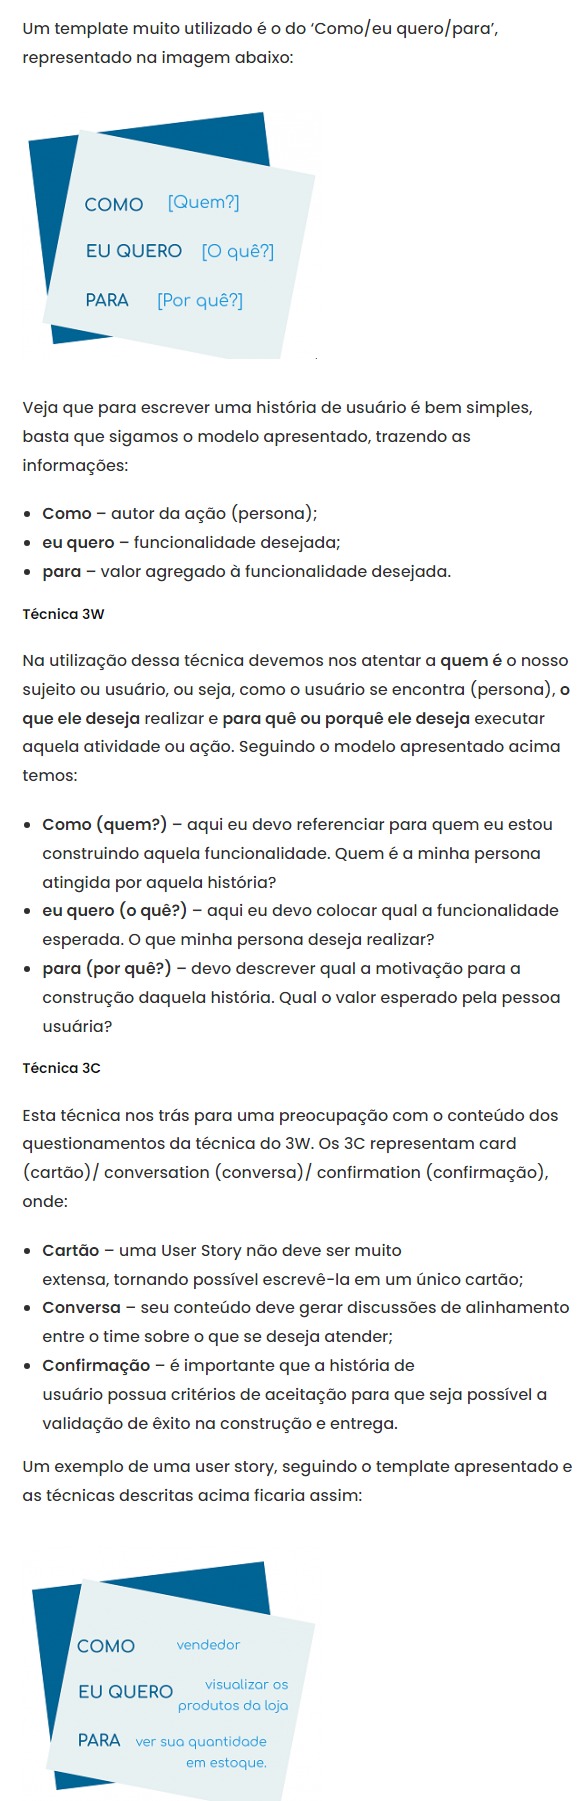 Um template muito utilizado é o do ‘Como/eu quero/para’,
representado na imagem abaixo:
COMO [Quem?]
EU QUERO [O quê?]
PARA [Por quê?]
Veja que para escrever uma história de usuário é bem simples,
basta que sigamos o modelo apresentado, trazendo as
informações:
• Como – autor da ação (persona);
• eu quero – funcionalidade desejada;
• para – valor agregado à funcionalidade desejada.
Técnica 3W
Na utilização dessa técnica devemos nos atentar a quem é o nosso
sujeito ou usuário, ou seja, como o usuário se encontra (persona), o
que ele deseja realizar e para quê ou porquê ele deseja executar
aquela atividade ou ação. Seguindo o modelo apresentado acima
temos:
• Como (quem?) – aqui eu devo referenciar para quem eu estou
construindo aquela funcionalidade. Quem é a minha persona
atingida por aquela história?
• eu quero (o quê?) – aqui eu devo colocar qual a funcionalidade
esperada. O que minha persona deseja realizar?
• para (por quê?) – devo descrever qual a motivação para a
construção daquela história. Qual o valor esperado pela pessoa
usuária?
Técnica 3C
Esta técnica nos trás para uma preocupação com o conteúdo dos
questionamentos da técnica do 3W. Os 3C representam card
(cartão)/ conversation (conversa)/ confirmation (confirmação),
onde:
• Cartão – uma User Story não deve ser muito
extensa, tornando possível escrevê-la em um único cartão;
• Conversa – seu conteúdo deve gerar discussões de alinhamento
entre o time sobre o que se deseja atender;
• Confirmação – é importante que a história de
usuário possua critérios de aceitação para que seja possível a
validação de êxito na construção e entrega.
Um exemplo de uma user story, seguindo o template apresentado e
as técnicas descritas acima ficaria assim:
COMO vendedor
EU QUERO visualizar os
produtos da loja
PARA ver sua quantidade
em estoque.